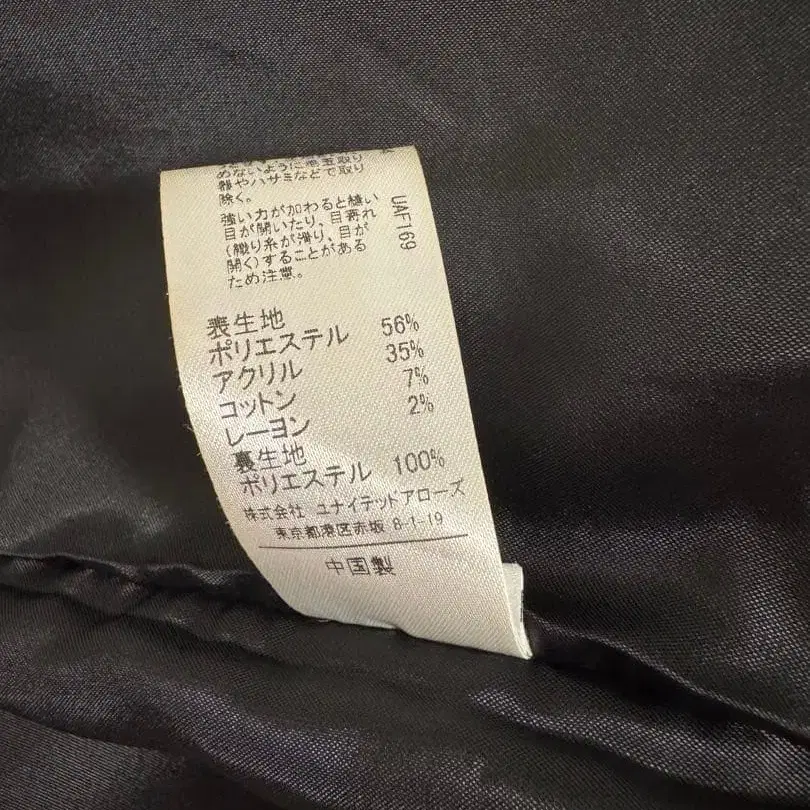 めないように毛玉取り
器やハサミなどで取り
除く。
強い力が加わると縫い
目が開いたり、目寄れ
(織り糸が滑り、目が
開く)することがある
ため注意。
UAF169
表生地
ポリエステル 56%
アクリル 35%
コットン 7%
レーヨン 2%
裏生地
ポリエステル 100%
株式会社 ユナイテッドアローズ
東京都港区赤坂 8-1-19
中国製